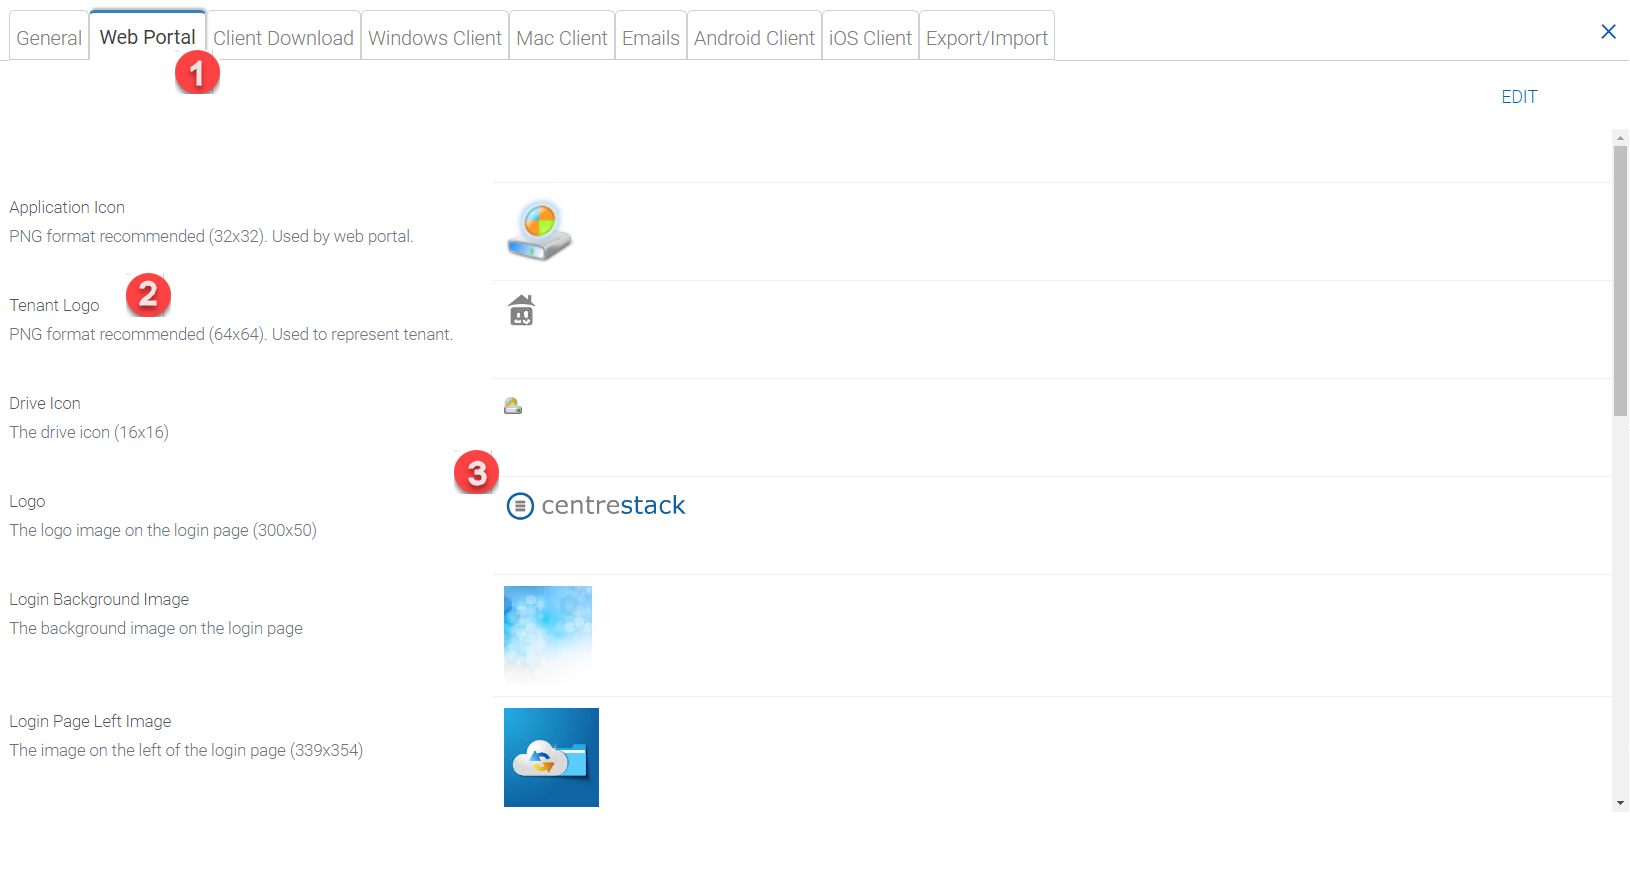 General Web Portal Client Download Windows Client Mac Client Emails Android Client iOS Client Export/Import
1
EDIT
Application Icon
PNG format recommended (32x32). Used by web portal.
2
Tenant Logo
PNG format recommended (64x64). Used to represent tenant.
Drive Icon
The drive icon (16x16)
3
Logo
centrestack
The logo image on the login page (300x50)
Login Background Image
The background image on the login page
Login Page Left Image
The image on the left of the login page (339x354)